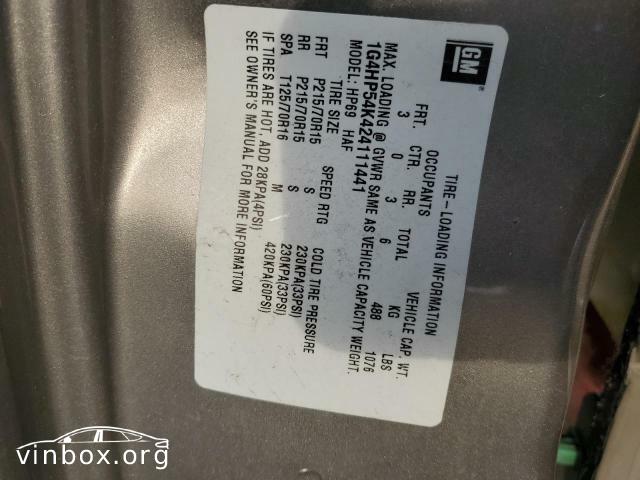 GM
TIRE-LOADING INFORMATION
OCCUPANTS VEHICLE CAP. WT.
FRT. CTR. RR. TOTAL KG LBS
3 0 3 6 488 1076
MAX. LOADING @ GVWR SAME AS VEHICLE CAPACITY WEIGHT.
1G4HP54K424111441
MODEL: HP69 HAF
TIRE SIZE SPEED RTG COLD TIRE PRESSURE
FRT P215/70R15 S 230KPA(33PSI)
RR P215/70R15 S 230KPA(33PSI)
SPA T125/70R16 M 420KPA(60PSI)
IF TIRES ARE HOT, ADD 28KPA(4PSI)
SEE OWNER'S MANUAL FOR MORE INFORMATION
vinbox.org